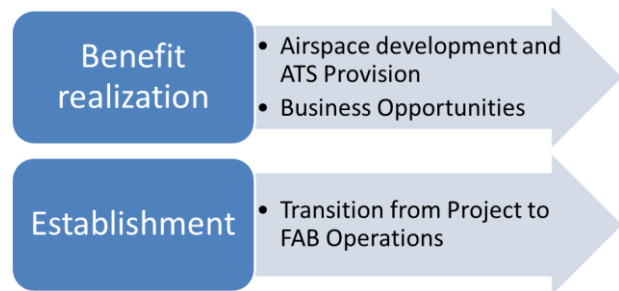 Benefit
realization
• Airspace development and
ATS Provision
• Business Opportunities
Establishment
• Transition from Project to
FAB Operations